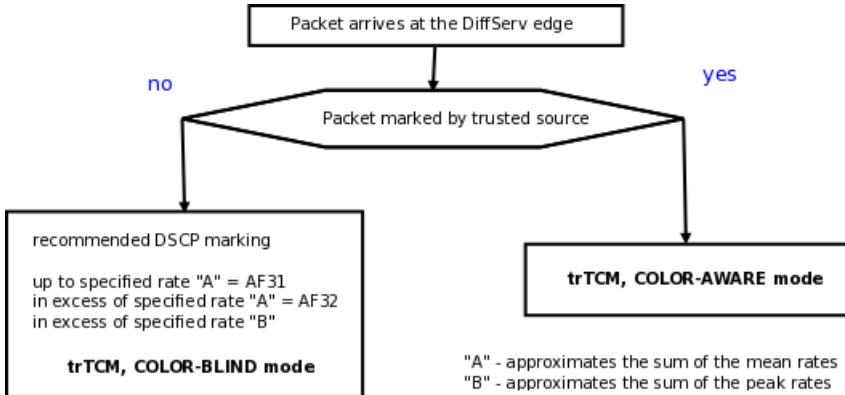 Packet arrives at the DiffServ edge
no
yes
Packet marked by trusted source
recommended DSCP marking
up to specified rate "A" = AF31
in excess of specified rate "A" = AF32
in excess of specified rate "B"
trTCM, COLOR-BLIND mode
trTCM, COLOR-AWARE mode
"A" - approximates the sum of the mean rates
"B" - approximates the sum of the peak rates